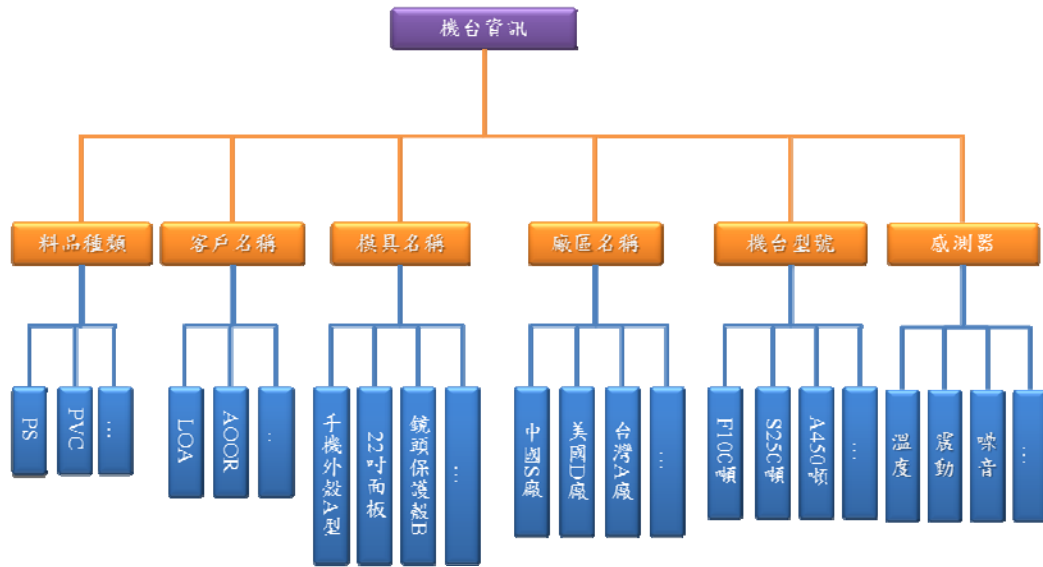 機台資訊
料品種類
客戶名稱
模具名稱
廠區名稱
機台型號
感測器
PS
PVC
...
LOA
AOOR
...
手機外殼A型
22吋面板
鏡頭保護殼B
...
中國S廠
美國D廠
台灣A廠
...
F100噸
S250噸
A450噸
...
溫度
震動
噪音
...